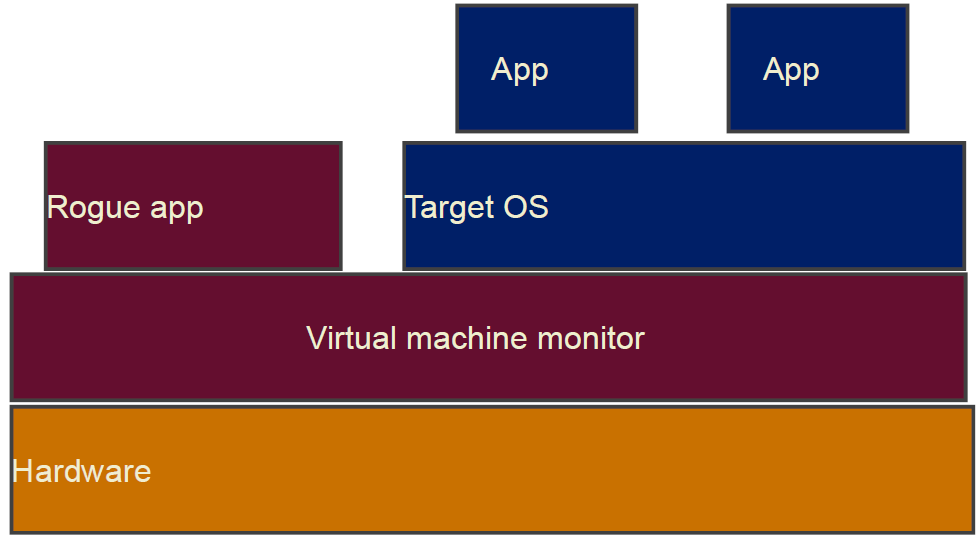 App
App
Rogue app
Target OS
Virtual machine monitor
Hardware